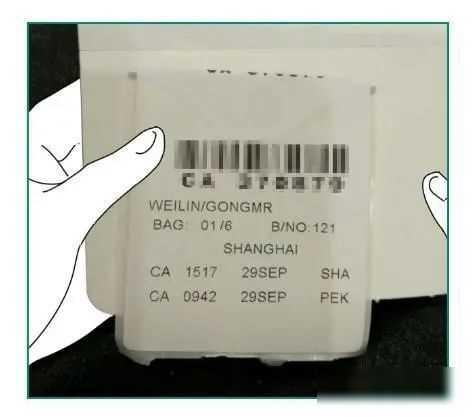 WEILIN/GONGMR
BAG: 01/6 B/NO:121
SHANGHAI
CA 1517 29SEP SHA
CA 0942 29SEP PEK